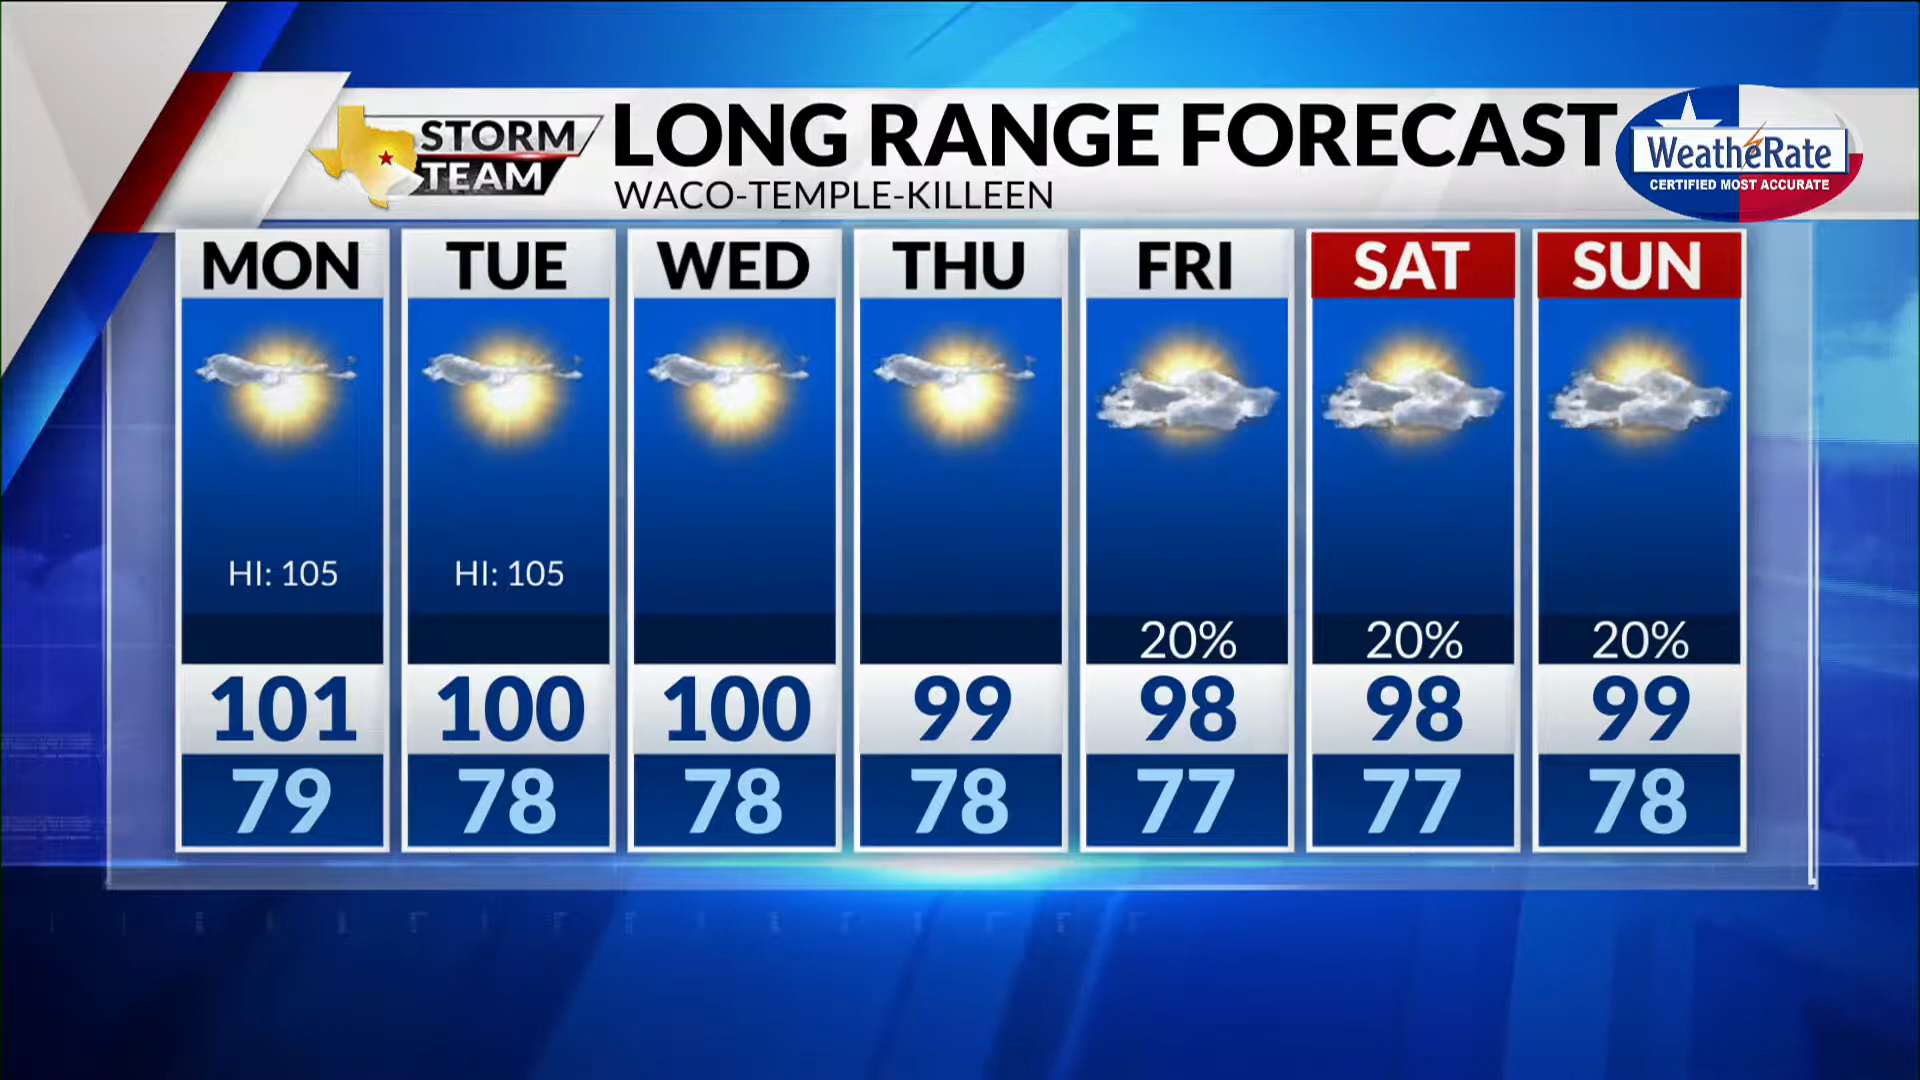 STORM
TEAM
LONG RANGE FORECAST
WACO-TEMPLE-KILLEEN
WeatheRate
CERTIFIED MOST ACCURATE
MON TUE WED THU FRI SAT SUN
HI: 105 HI: 105
20% 20% 20%
101 100 100 99 98 98 99
79 78 78 78 77 77 78